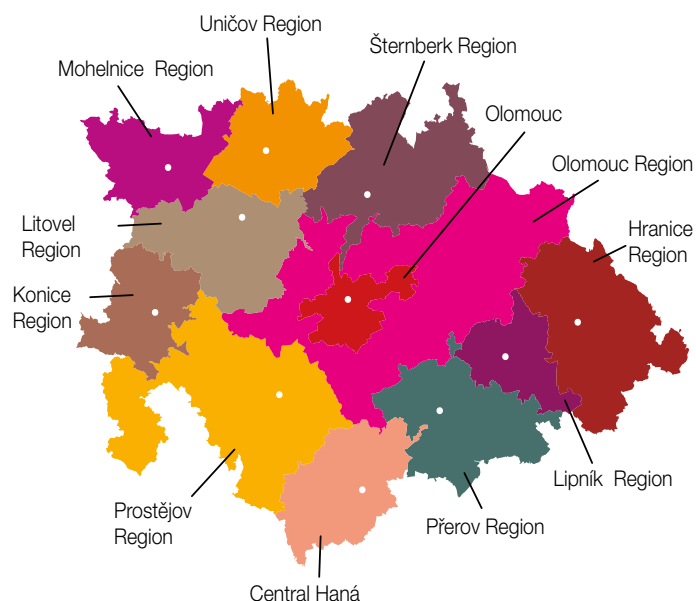 Uničov Region
Šternberk Region
Mohelnice  Region
Olomouc
Olomouc Region
Litovel
Region
Hranice
Region
Konice
Region
Lipník  Region
Prostějov
Region
Přerov Region
Central Haná